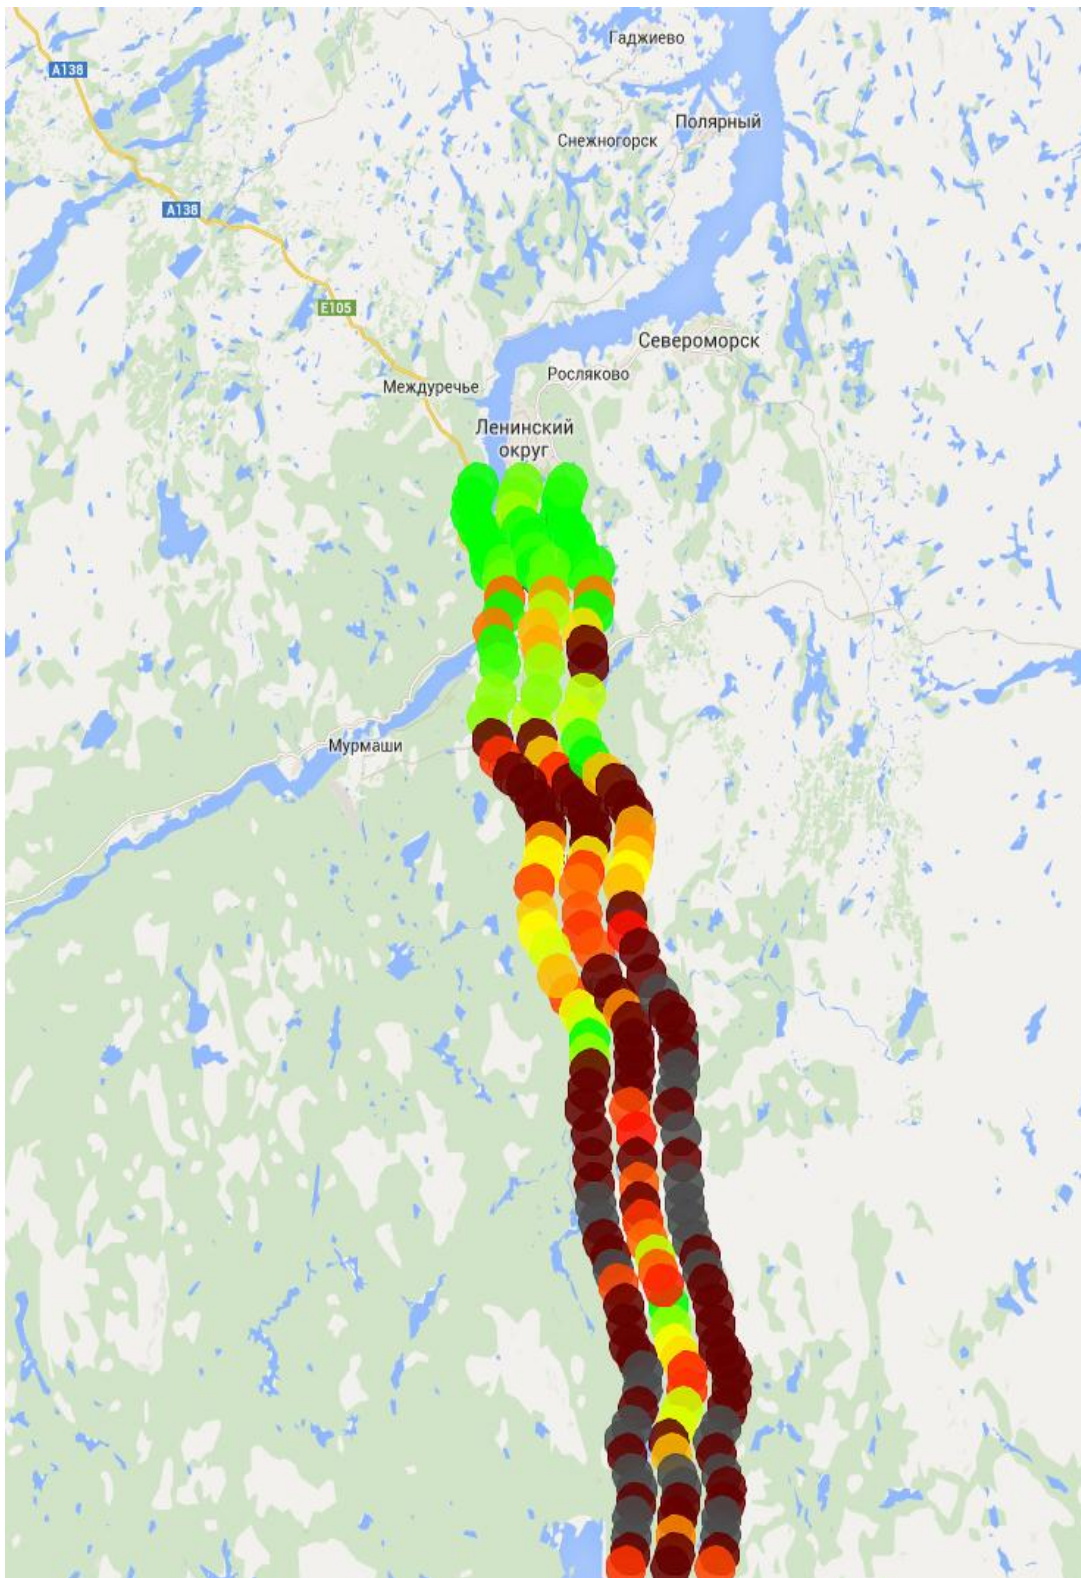 Гаджиево
A138
Полярный
Снежногорск
A138
E105
Североморск
Росляково
Междуречье
Ленинский
округ
Мурмаши